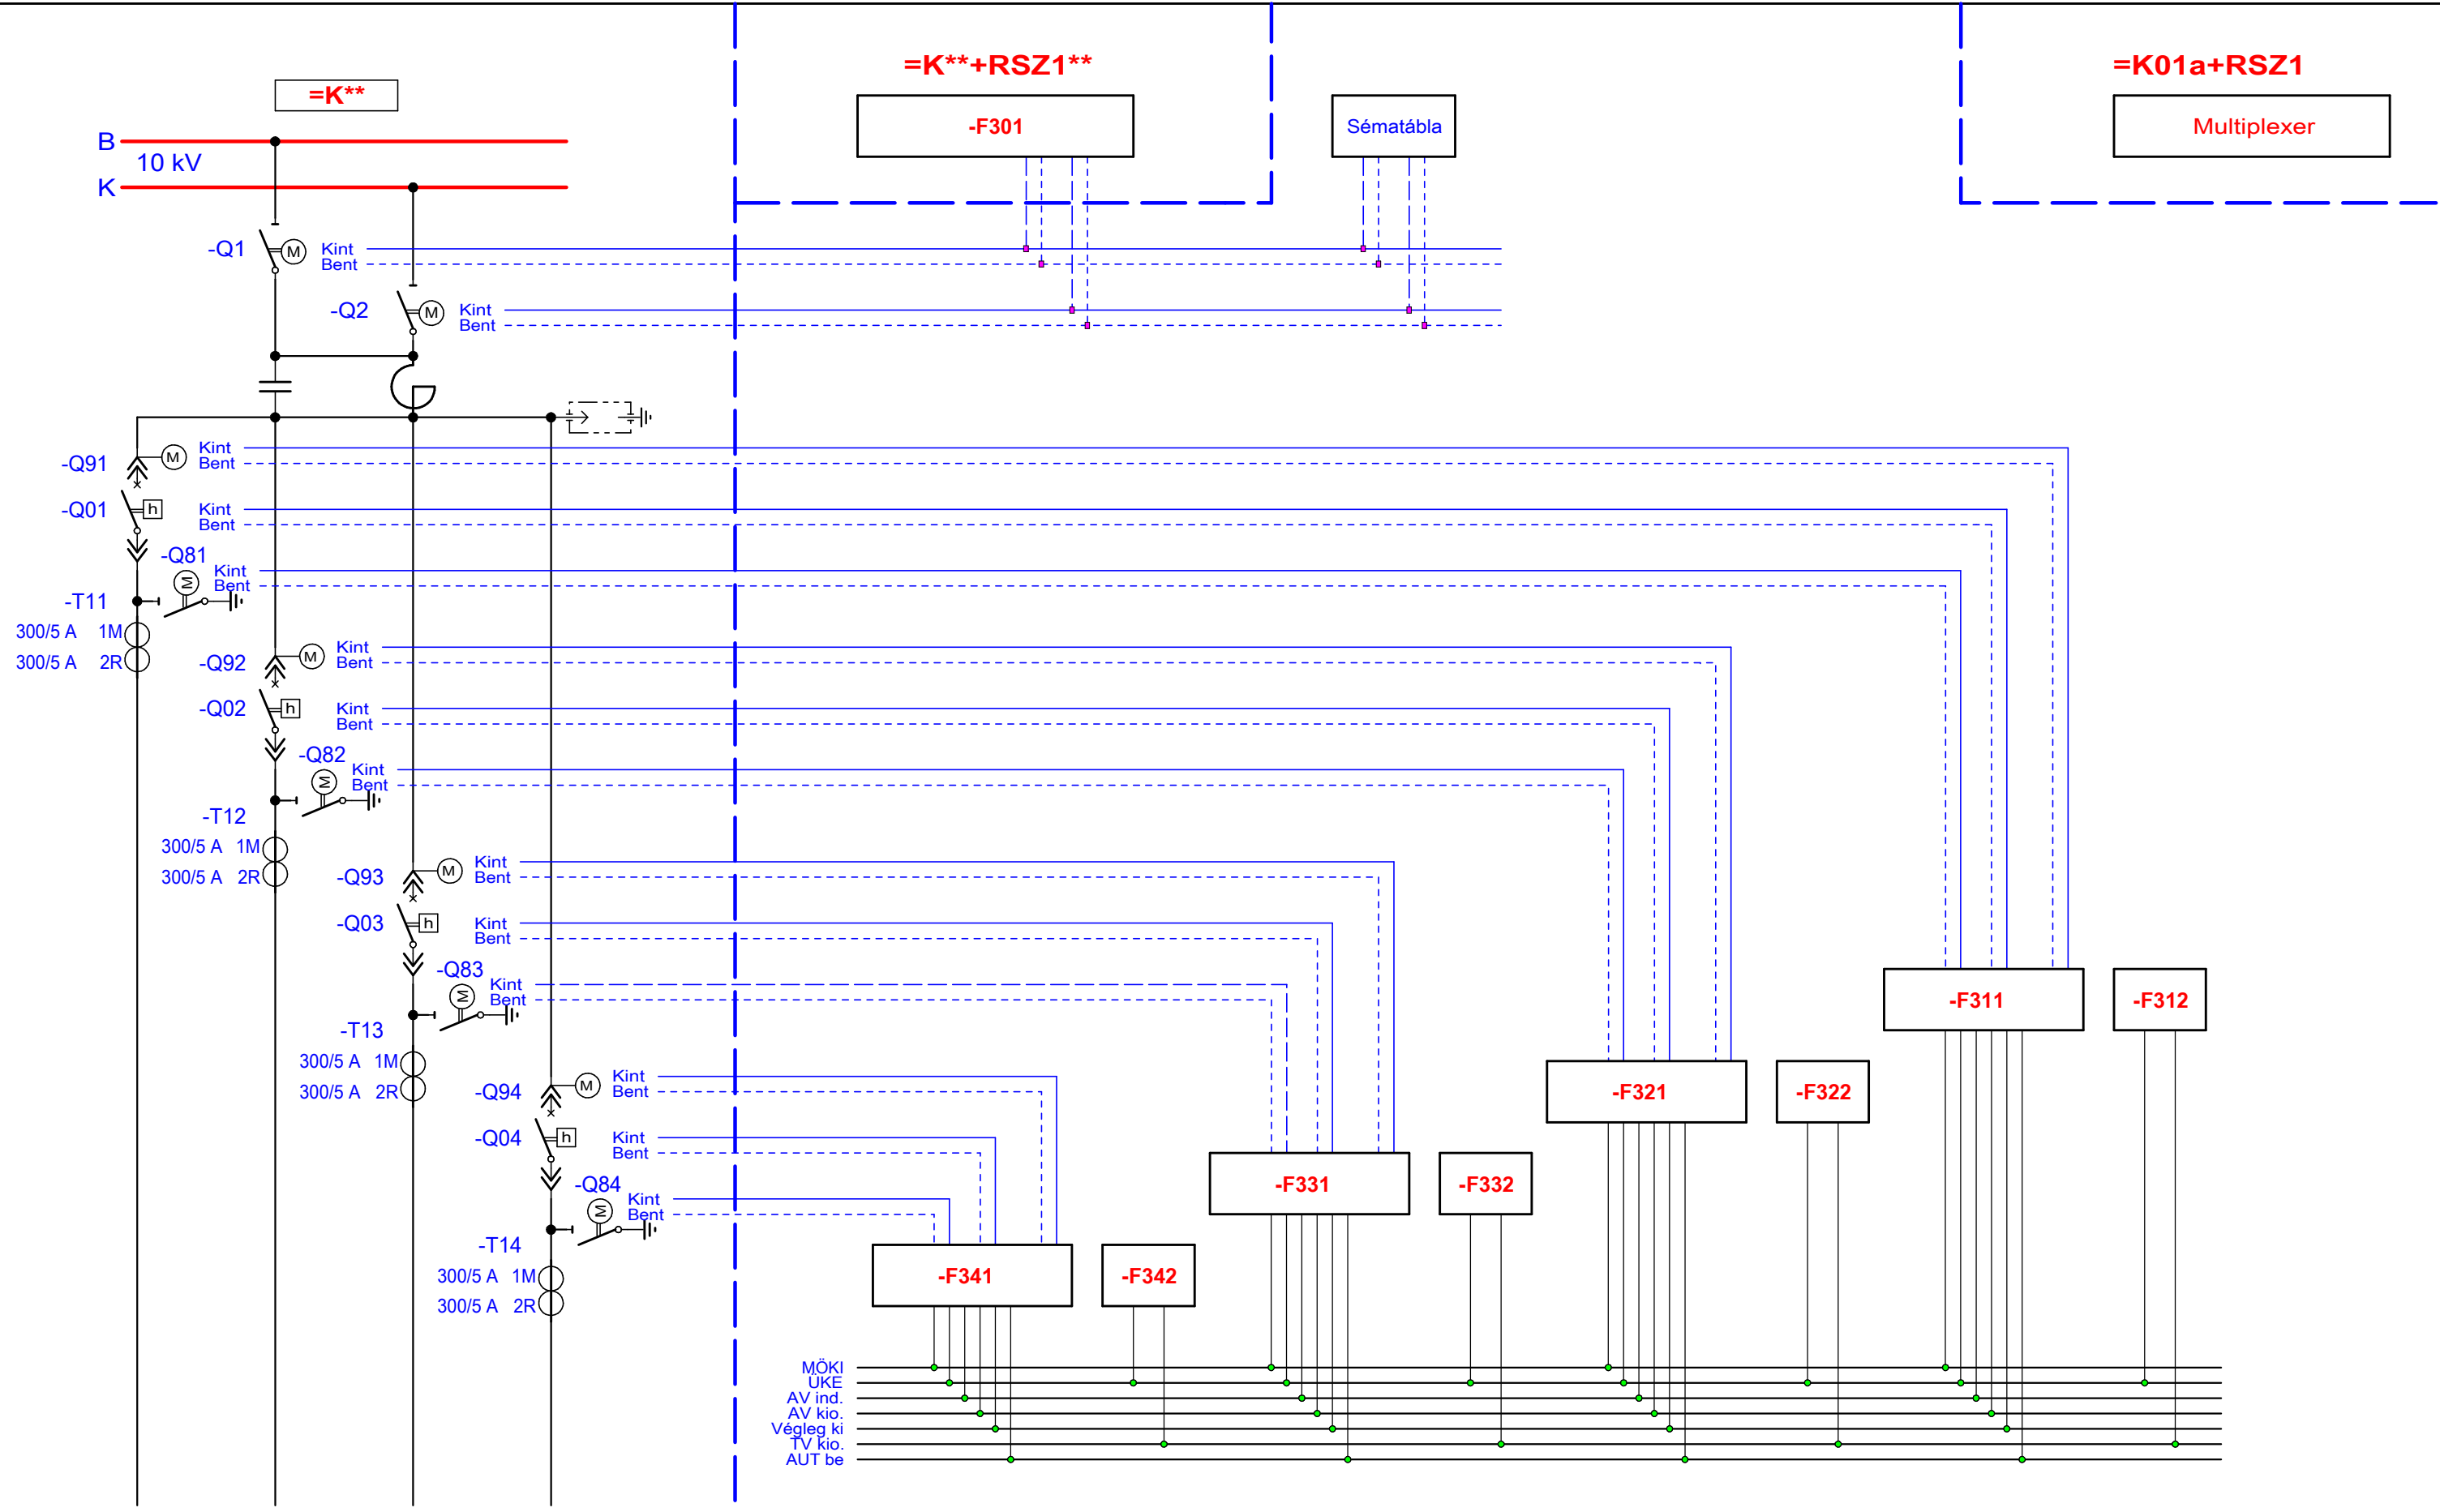 =K**+RSZ1**
=K01a+RSZ1
=K**
-F301
Sématábla
Multiplexer
B
10 kV
K
-Q1
M
Kint
Bent
-Q2
M
Kint
Bent
-Q91
M
Kint
Bent
-Q01
h
Kint
Bent
-Q81
M
Kint
Bent
-T11
300/5 A 1M
300/5 A 2R
-Q92
M
Kint
Bent
-Q02
h
Kint
Bent
-Q82
M
Kint
Bent
-T12
300/5 A 1M
300/5 A 2R
-Q93
M
Kint
Bent
-Q03
h
Kint
Bent
-Q83
M
Kint
Bent
-T13
300/5 A 1M
300/5 A 2R
-Q94
M
Kint
Bent
-Q04
h
Kint
Bent
-Q84
M
Kint
Bent
-T14
300/5 A 1M
300/5 A 2R
-F311
-F312
-F321
-F322
-F331
-F332
-F341
-F342
MÖKI
ÜKE
AV ind.
AV kio.
Végleg ki
TV kio.
AUT be